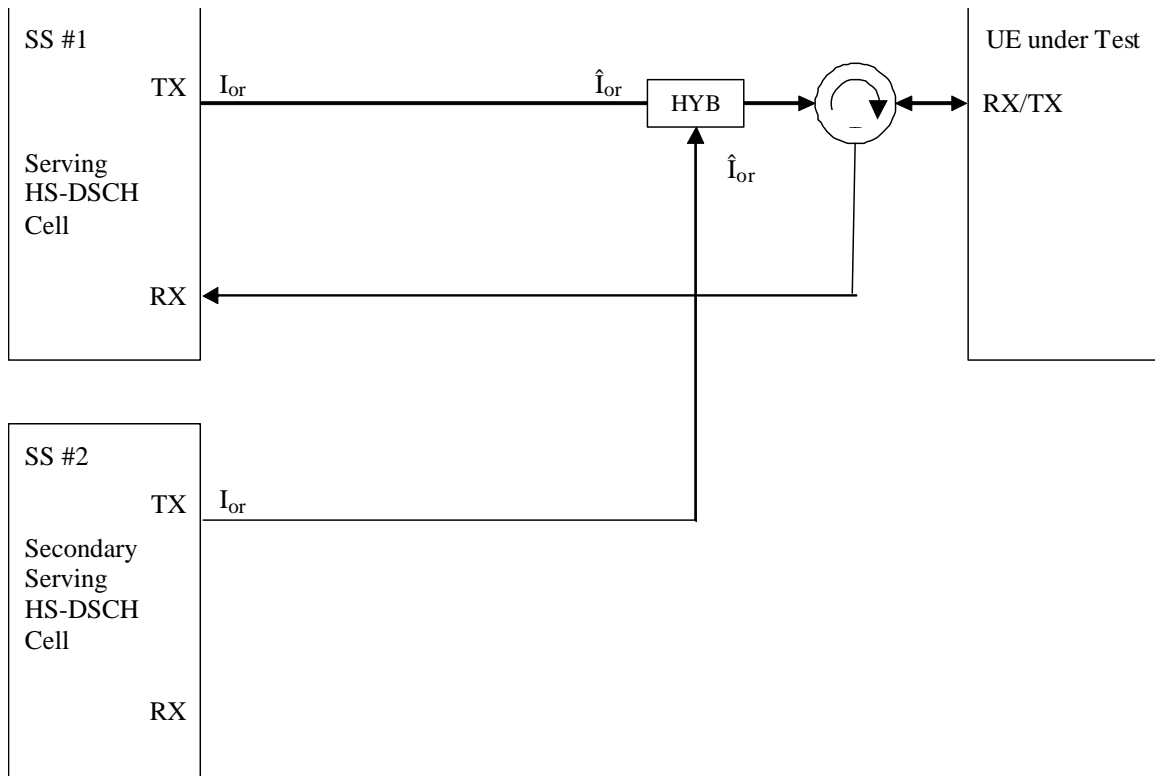 SS #1
TX
Serving
HS-DSCH
Cell
RX
Ior
Îor
HYB
Îor
UE under Test
RX/TX
SS #2
TX
Ior
Secondary
Serving
HS-DSCH
Cell
RX